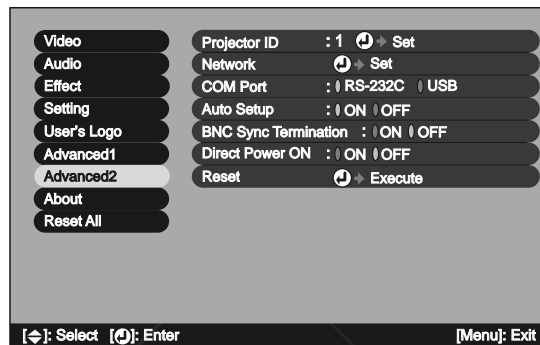 Video
Audio
Effect
Setting
User's Logo
Advanced1
Advanced2
About
Reset All
Projector ID : 1 Set
Network Set
COM Port : RS-232C USB
Auto Setup : ON OFF
BNC Sync Termination : ON OFF
Direct Power ON : ON OFF
Reset Execute
[ ]: Select [ ]: Enter [Menu]: Exit